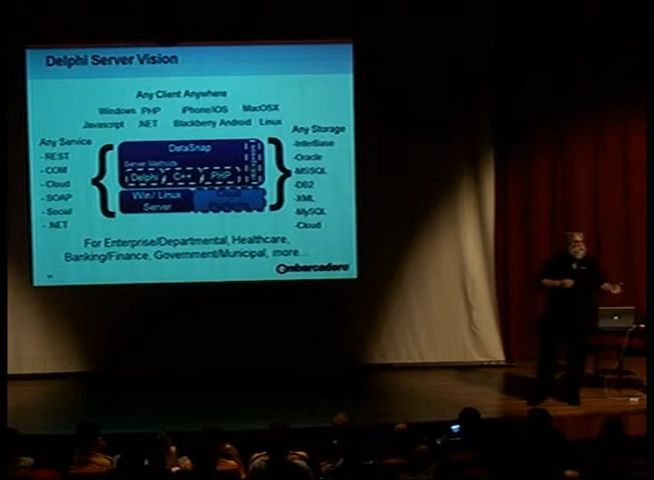 Delphi Server Vision
Any Client Anywhere
Windows PHP iPhone/iOS MacOSX
Javascript .NET Blackberry Android Linux
Any Service
- REST
- COM
- Cloud
- SOAP
- Social
- .NET
DataSnap
Server Methods
Delphi C++ PHP
Win / Linux
Server
Cloud
Any Storage
-InterBase
-Oracle
-MSSQL
-DB2
-XML
-MySQL
-Cloud
For Enterprise/Departmental, Healthcare,
Banking/Finance, Government/Municipal, more...
embarcadero